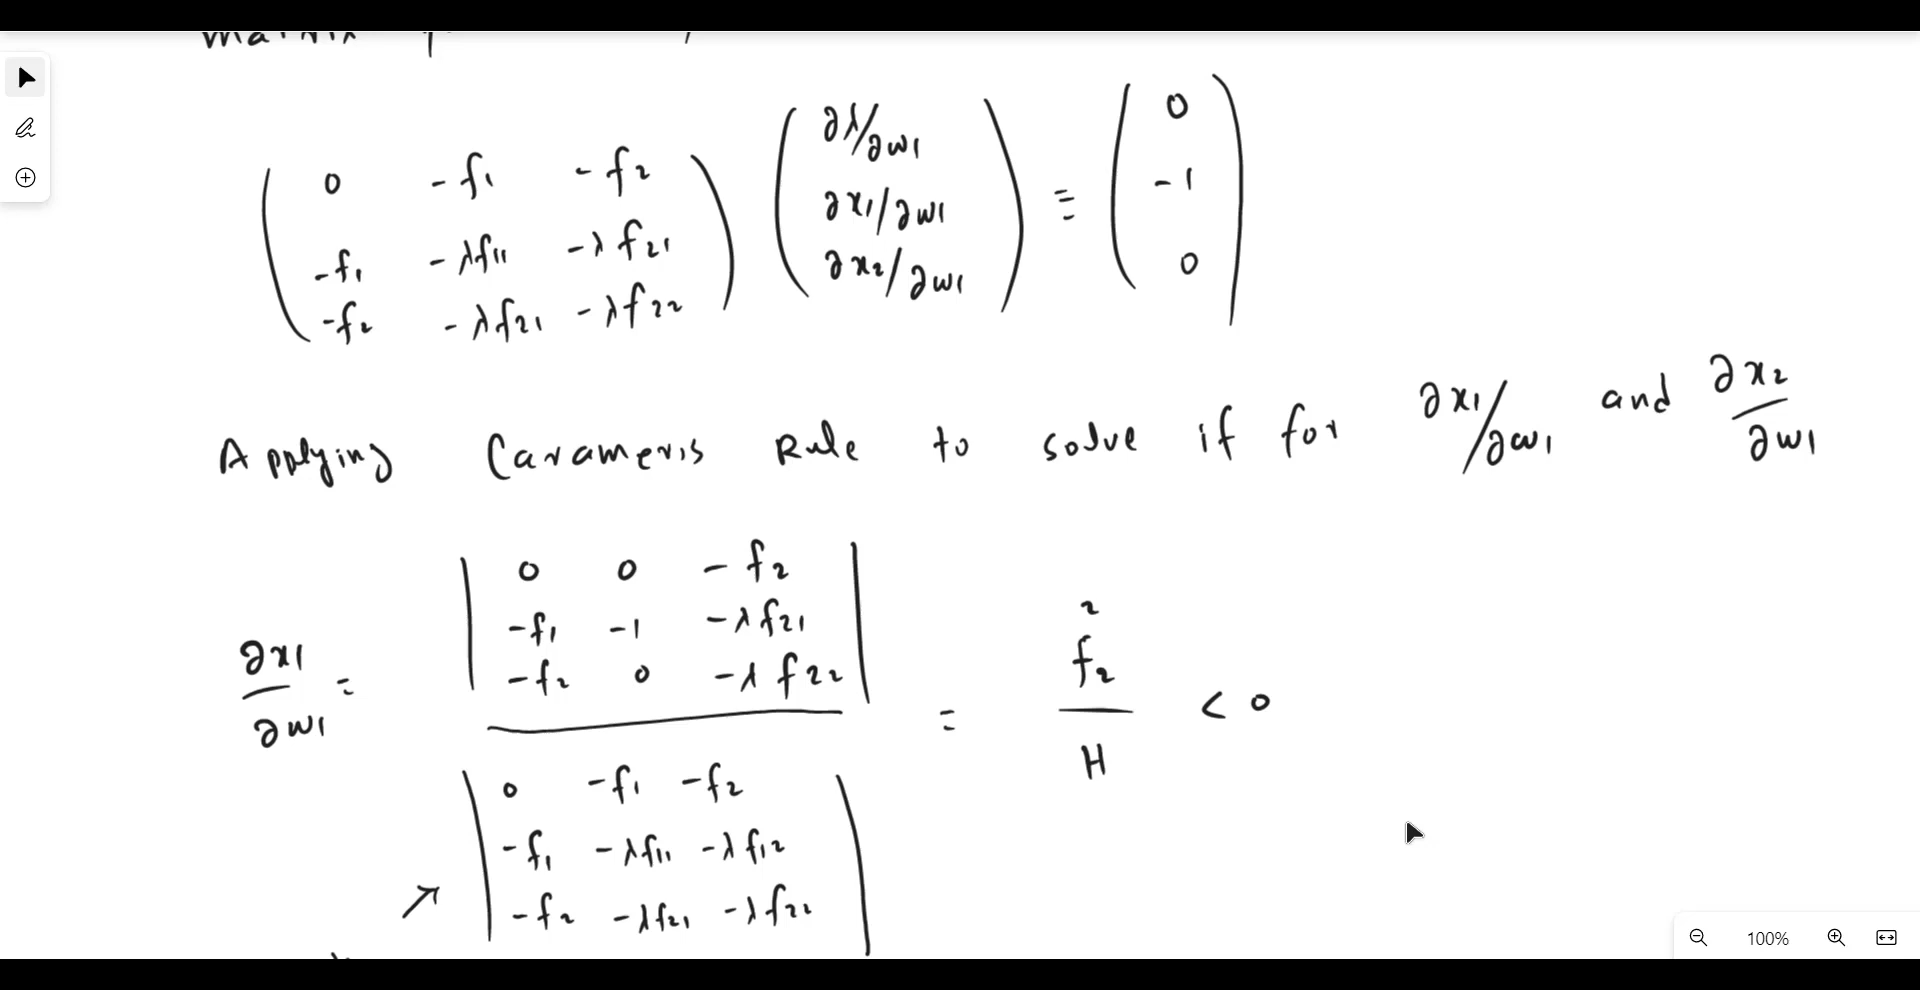 0 -f1 -f2
-f1 -λf11 -λf21
-f2 -λf21 -λf22
∂λ/∂w1
∂x1/∂w1
∂x2/∂w1
=
0
-1
0
Applying Carameris Rule to solve if for ∂x1/∂w1 and ∂x2/∂w1
∂x1/∂w1 =
0 0 -f2
-f1 -1 -λf21
-f2 0 -λf22
0 -f1 -f2
-f1 -λf11 -λf12
-f2 -λf21 -λf22
= f2²/H < 0
100%